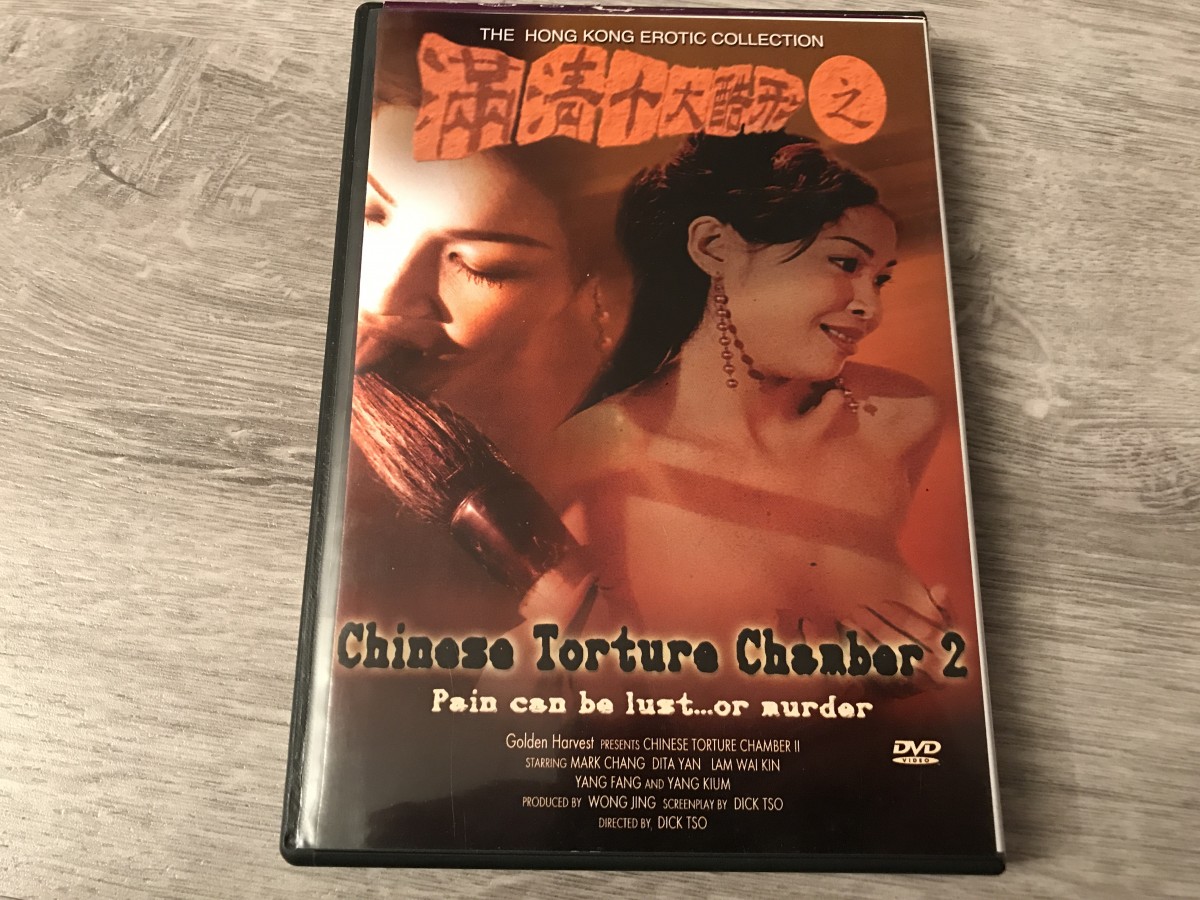 THE HONG KONG EROTIC COLLECTION
滿清十大酷刑之
Chinese Torture Chamber 2
Pain can be lust...or murder
Golden Harvest PRESENTS CHINESE TORTURE CHAMBER II
STARRING MARK CHANG DITA YAN LAM WAI KIN
YANG FANG AND YANG KIUM
PRODUCED BY WONG JING SCREENPLAY BY DICK TSO
DIRECTED BY DICK TSO
DVD
VIDEO